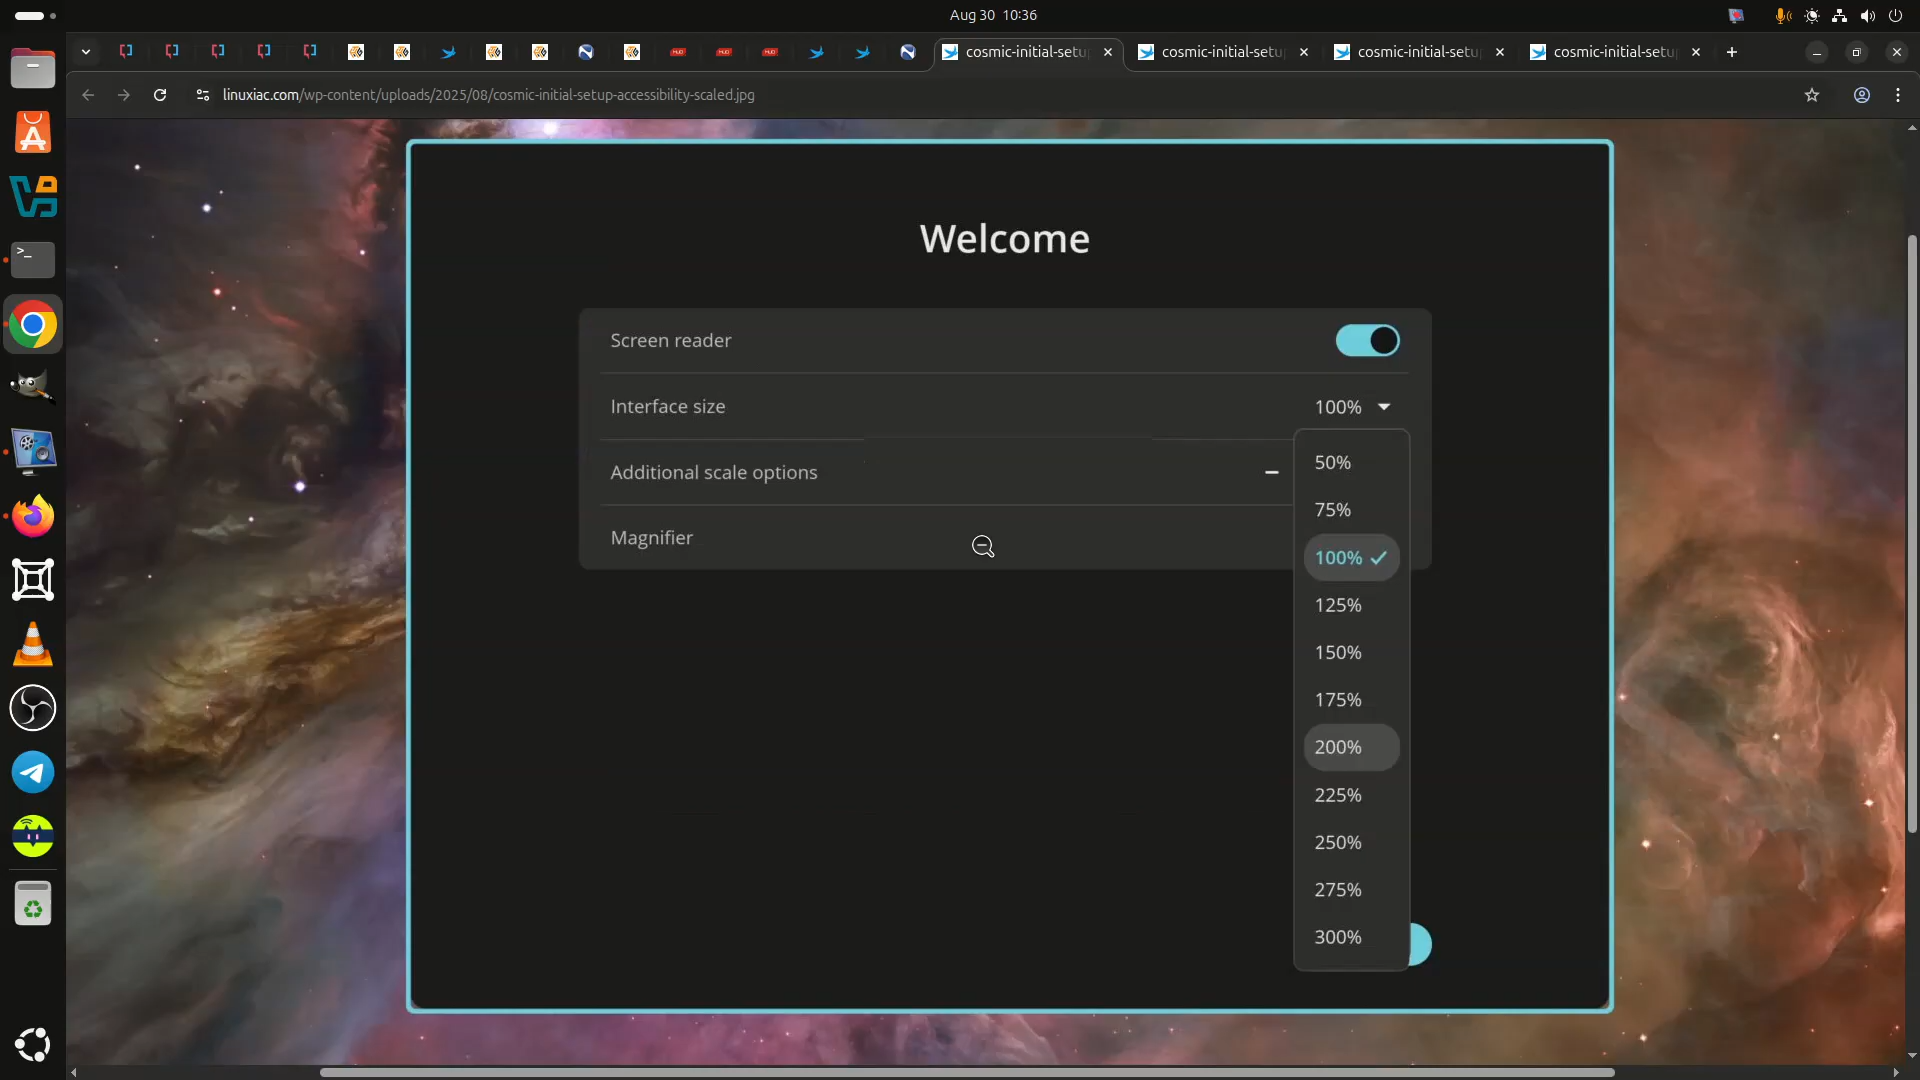 Aug 30 10:36
cosmic-initial-setu
cosmic-initial-setu
cosmic-initial-setu
cosmic-initial-setu
linuxiac.com/wp-content/uploads/2025/08/cosmic-initial-setup-accessibility-scaled.jpg
Welcome
Screen reader
Interface size 100%
Additional scale options
Magnifier
50%
75%
100%
125%
150%
175%
200%
225%
250%
275%
300%